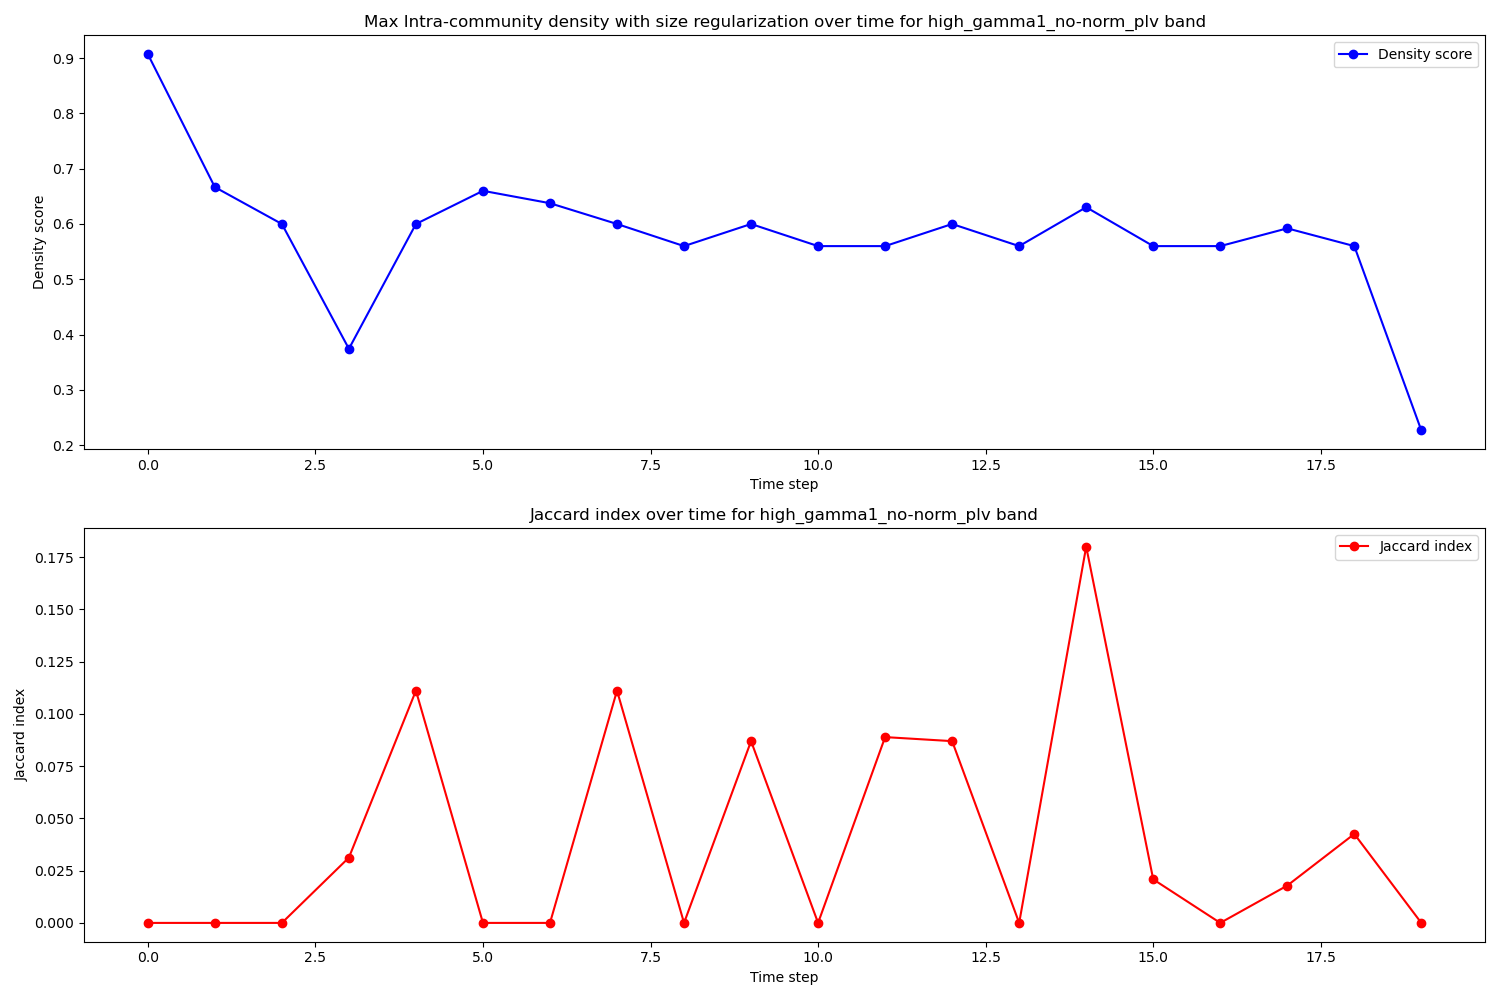 Max Intra-community density with size regularization over time for high_gamma1_no-norm_plv band
Density score
0.9
0.8
0.7
0.6
0.5
0.4
0.3
0.2
Density score
0.0 2.5 5.0 7.5 10.0 12.5 15.0 17.5
Time step
Jaccard index over time for high_gamma1_no-norm_plv band
Jaccard index
0.175
0.150
0.125
0.100
0.075
0.050
0.025
0.000
Jaccard index
0.0 2.5 5.0 7.5 10.0 12.5 15.0 17.5
Time step